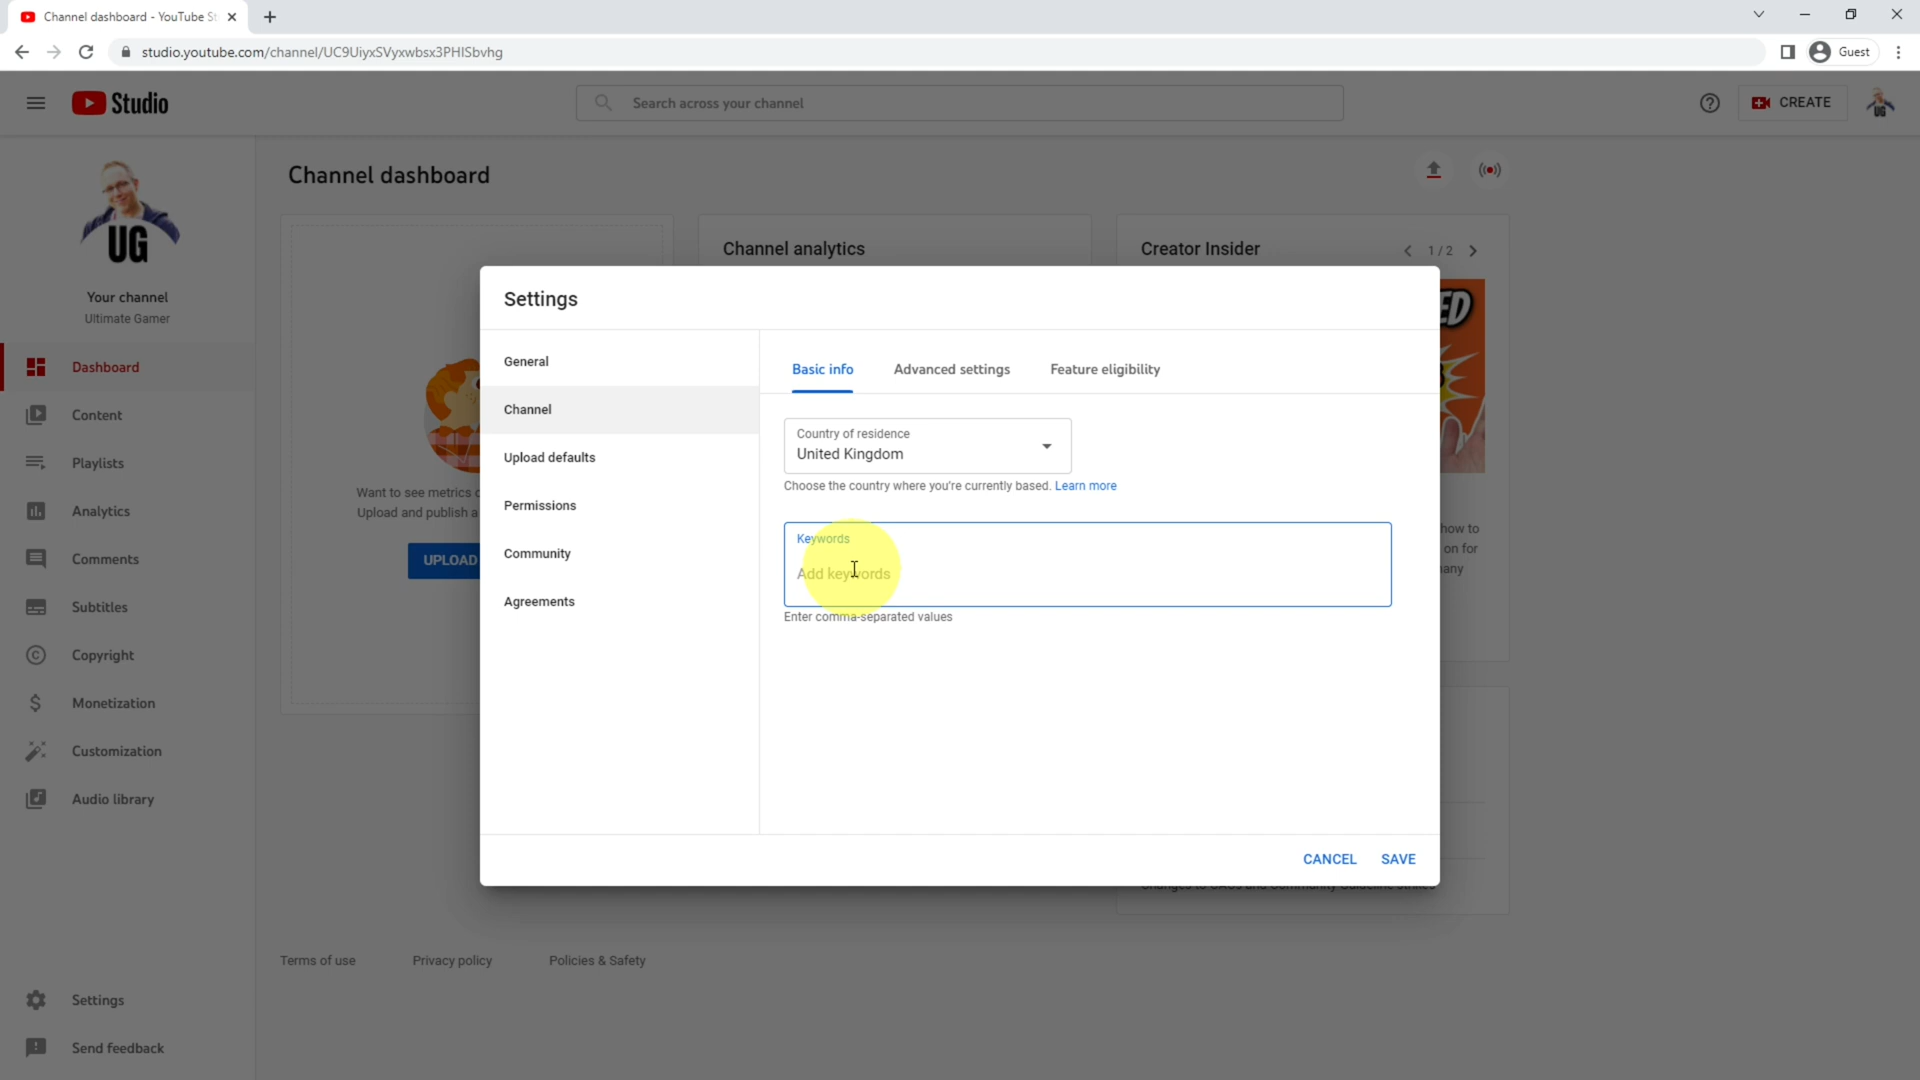 Channel dashboard - YouTube St
studio.youtube.com/channel/UC9UiyxSVyxwbsx3PHISbvhg
Guest
Studio
Search across your channel
CREATE
UG
UG
Your channel
Ultimate Gamer
Dashboard
Content
Playlists
Analytics
Comments
Subtitles
Copyright
Monetization
Customization
Audio library
Settings
Send feedback
Channel dashboard
Want to see metrics
Upload and publish a
UPLOAD
Channel analytics
Creator Insider
1 / 2
ED
how to
on for
any
Settings
General
Channel
Upload defaults
Permissions
Community
Agreements
Basic info
Advanced settings
Feature eligibility
Country of residence
United Kingdom
Choose the country where you're currently based. Learn more
Keywords
Add keywords
Enter comma-separated values
CANCEL
SAVE
Terms of use
Privacy policy
Policies & Safety